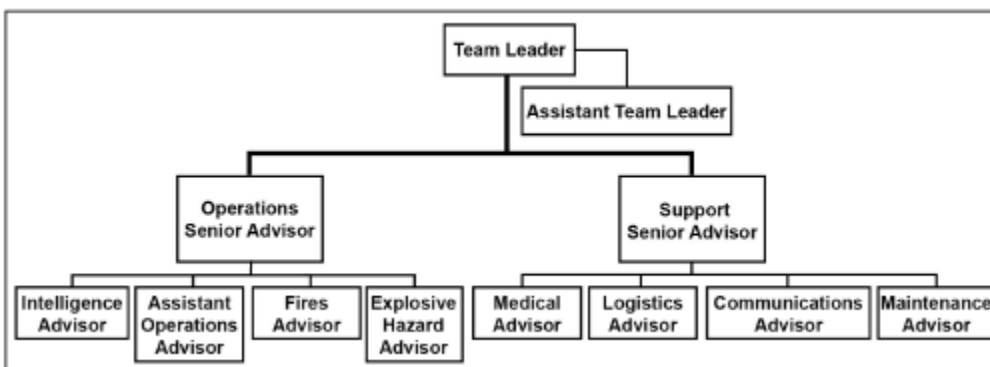 Team Leader
Assistant Team Leader
Operations
Senior Advisor
Support
Senior Advisor
Intelligence
Advisor
Assistant
Operations
Advisor
Fires
Advisor
Explosive
Hazard
Advisor
Medical
Advisor
Logistics
Advisor
Communications
Advisor
Maintenance
Advisor